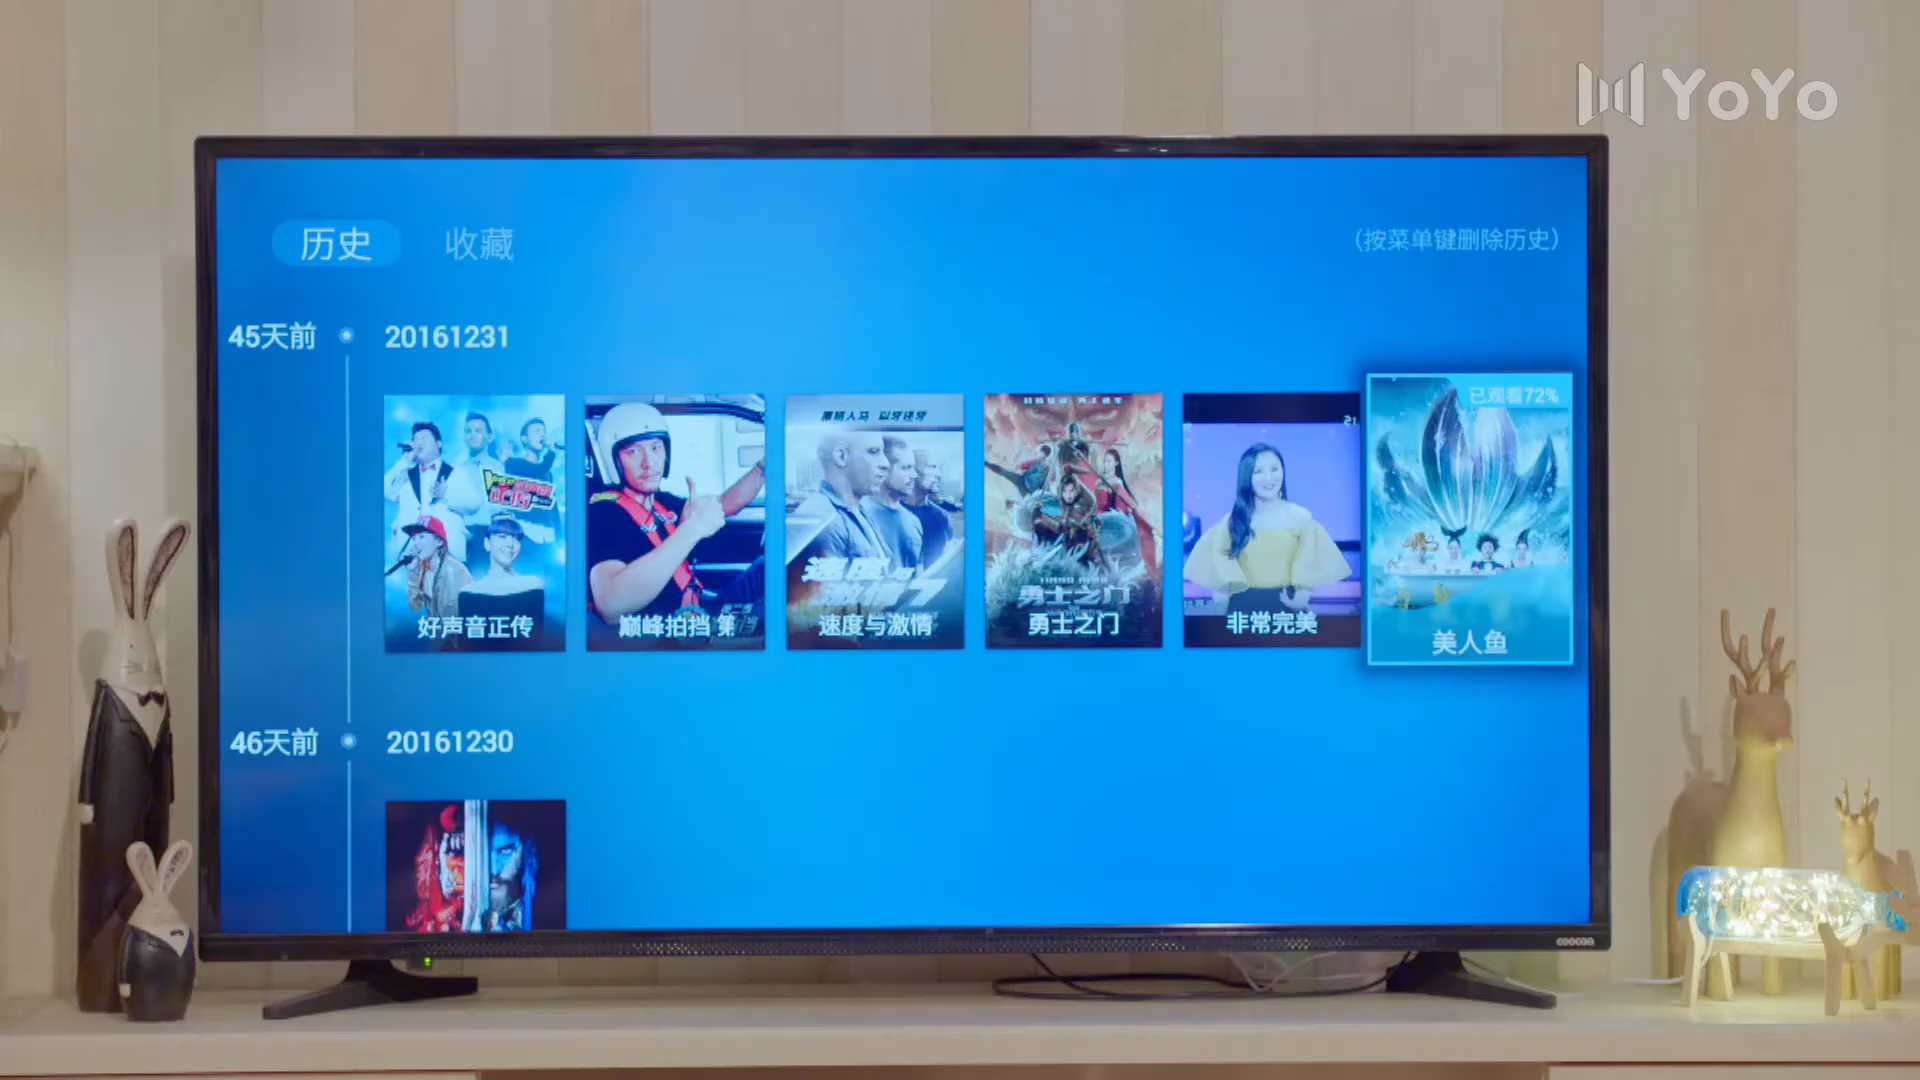 YoYo
历史 收藏 (按菜单键删除历史)
45天前 20161231
已观看72%
好声音正传
巅峰拍挡 第
速度与激情
勇士之门
非常完美
美人鱼
46天前 20161230